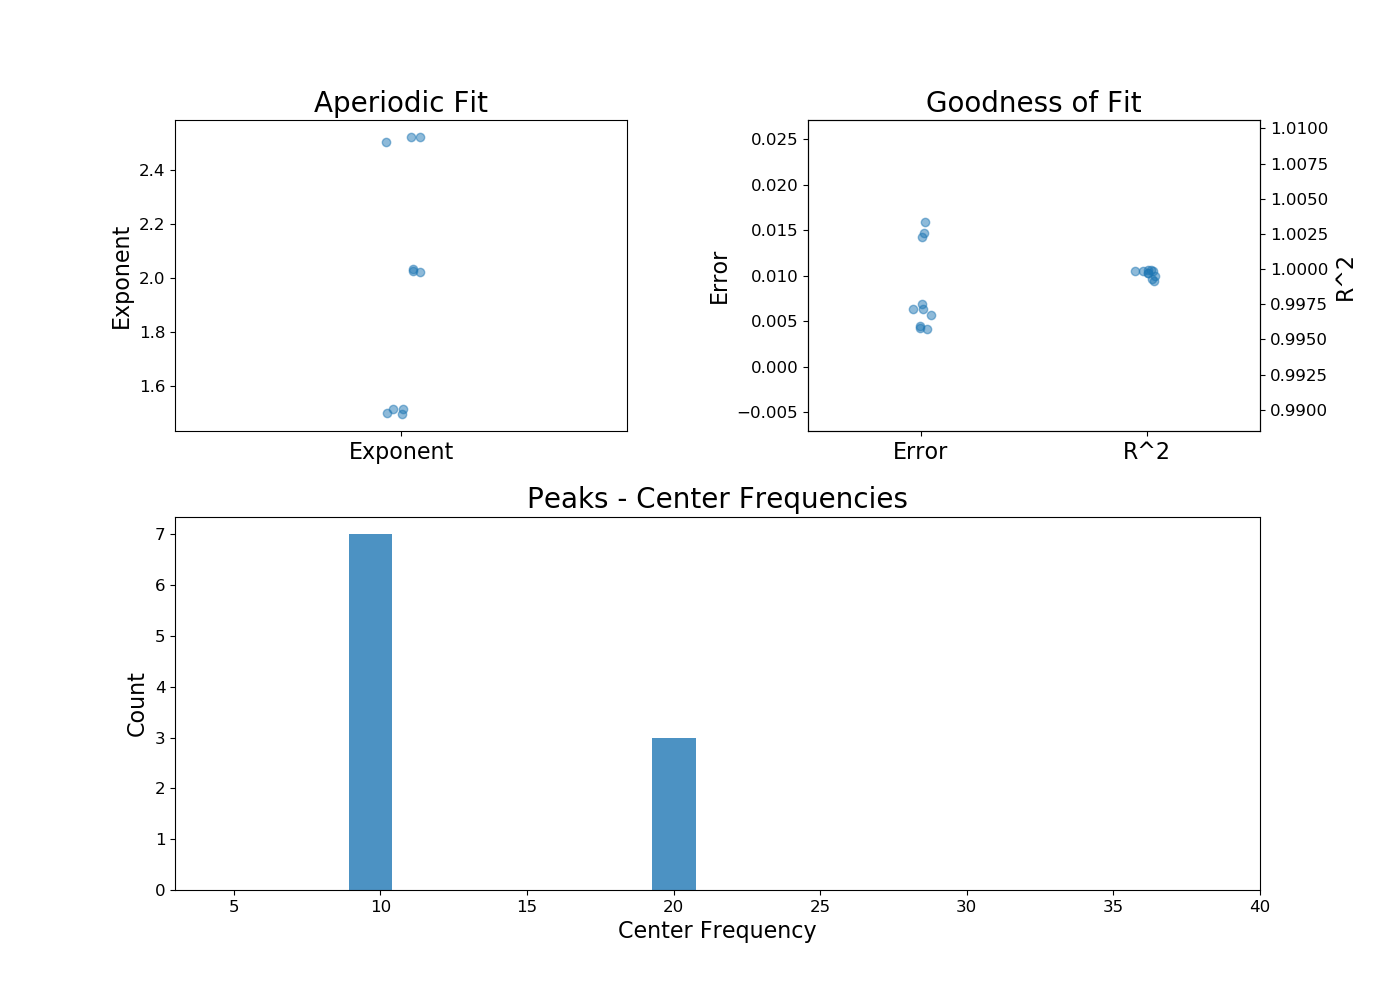 Aperiodic Fit
Exponent
2.4
2.2
2.0
1.8
1.6
Exponent
Goodness of Fit
Error
0.025
0.020
0.015
0.010
0.005
0.000
−0.005
1.0100
1.0075
1.0050
1.0025
1.0000
0.9975
0.9950
0.9925
0.9900
R^2
Error R^2
Peaks - Center Frequencies
Count
7
6
5
4
3
2
1
0
5 10 15 20 25 30 35 40
Center Frequency